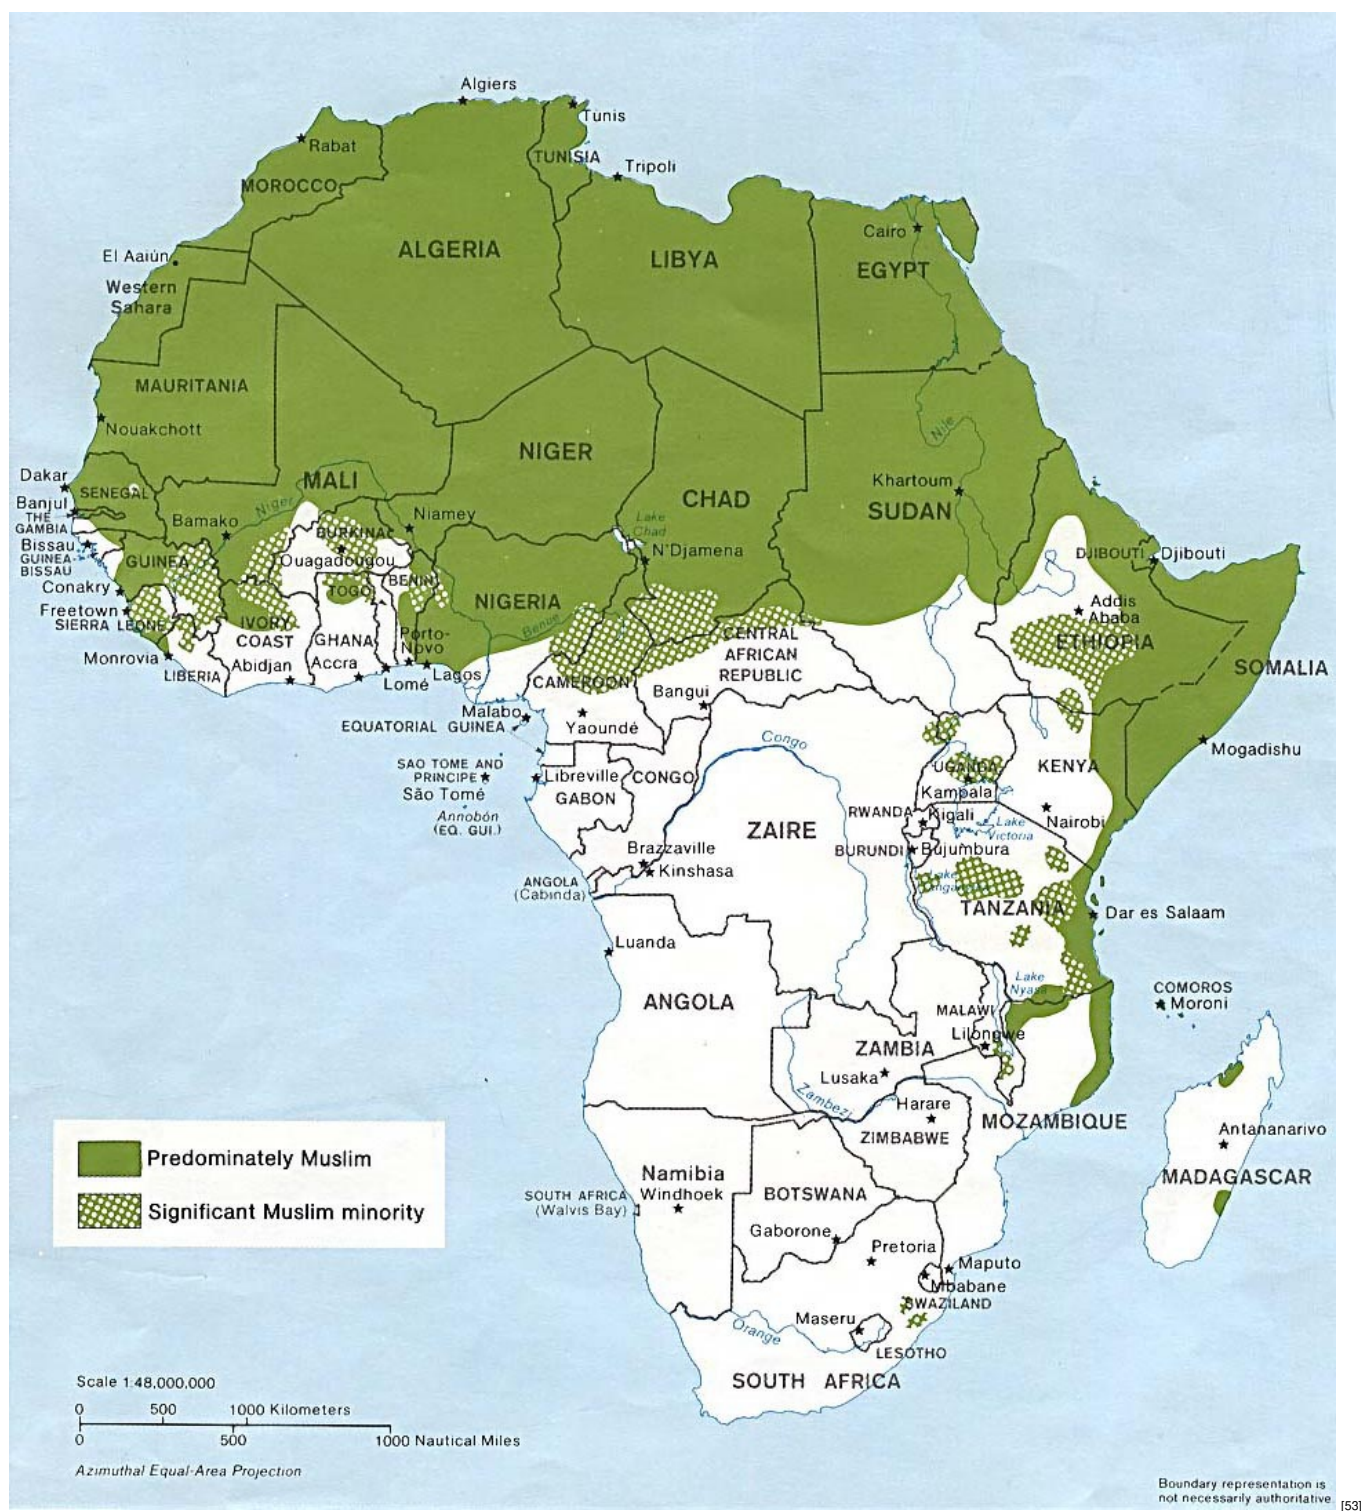 Algiers
Tunis
Rabat
TUNISIA
Tripoli
MOROCCO
Cairo
ALGERIA
LIBYA
EGYPT
El Aaiún
Western
Sahara
MAURITANIA
Nouakchott
Nile
NIGER
Dakar
MALI
Khartoum
SENEGAL
CHAD
SUDAN
Banjul
THE
GAMBIA
Niger
Niamey
Lake
Chad
Bamako
BURKINA
Bissau
GUINEA-
BISSAU
N'Djamena
DJIBOUTI
Djibouti
GUINEA
Ouagadougou
BENIN
Conakry
TOGO
NIGERIA
Addis
Ababa
Freetown
SIERRA LEONE
IVORY
COAST
GHANA
Benue
Porto-
Novo
CENTRAL
AFRICAN
REPUBLIC
ETHIOPIA
SOMALIA
Monrovia
LIBERIA
Abidjan
Accra
Lomé
Lagos
CAMEROON
Bangui
Malabo
EQUATORIAL GUINEA
Yaoundé
Congo
Mogadishu
SAO TOME AND
PRINCIPE
São Tomé
Libreville
GABON
CONGO
UGANDA
Kampala
KENYA
Annobón
(EQ. GUI.)
RWANDA
Kigali
Nairobi
ZAIRE
Lake
Victoria
Brazzaville
Kinshasa
BURUNDI
Bujumbura
ANGOLA
(Cabinda)
Lake
TANZANIA
Dar es Salaam
Luanda
Lake
Nyasa
COMOROS
Moroni
ANGOLA
MALAWI
Lilongwe
ZAMBIA
Lusaka
Zambezi
Harare
ZIMBABWE
MOZAMBIQUE
Antananarivo
MADAGASCAR
Predominately Muslim
Significant Muslim minority
Namibia
Windhoek
SOUTH AFRICA
(Walvis Bay)
BOTSWANA
Gaborone
Pretoria
Maputo
Mbabane
SWAZILAND
Maseru
Orange
LESOTHO
SOUTH AFRICA
Scale 1:48,000,000
0 500 1000 Kilometers
0 500 1000 Nautical Miles
Azimuthal Equal-Area Projection
Boundary representation is
not necessarily authoritative
[53]